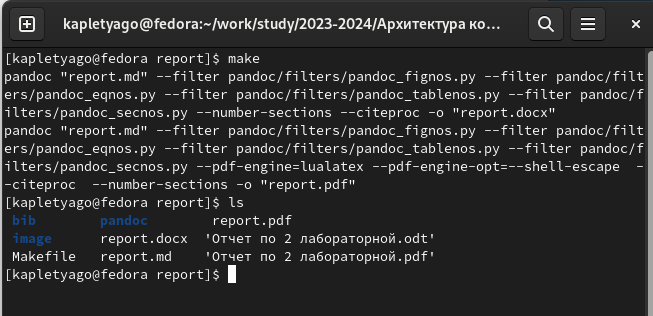 kapletyago@fedora:~/work/study/2023-2024/Архитектура ко...
[kapletyago@fedora report]$ make
pandoc "report.md" --filter pandoc/filters/pandoc_fignos.py --filter pandoc/filt
ers/pandoc_eqnos.py --filter pandoc/filters/pandoc_tablenos.py --filter pandoc/f
ilters/pandoc_secnos.py --number-sections --citeproc -o "report.docx"
pandoc "report.md" --filter pandoc/filters/pandoc_fignos.py --filter pandoc/filt
ers/pandoc_eqnos.py --filter pandoc/filters/pandoc_tablenos.py --filter pandoc/f
ilters/pandoc_secnos.py --pdf-engine=lualatex --pdf-engine-opt=--shell-escape  -
-citeproc  --number-sections -o "report.pdf"
[kapletyago@fedora report]$ ls
bib        pandoc        report.pdf
image      report.docx  'Отчет по 2 лабораторной.odt'
Makefile   report.md    'Отчет по 2 лабораторной.pdf'
[kapletyago@fedora report]$